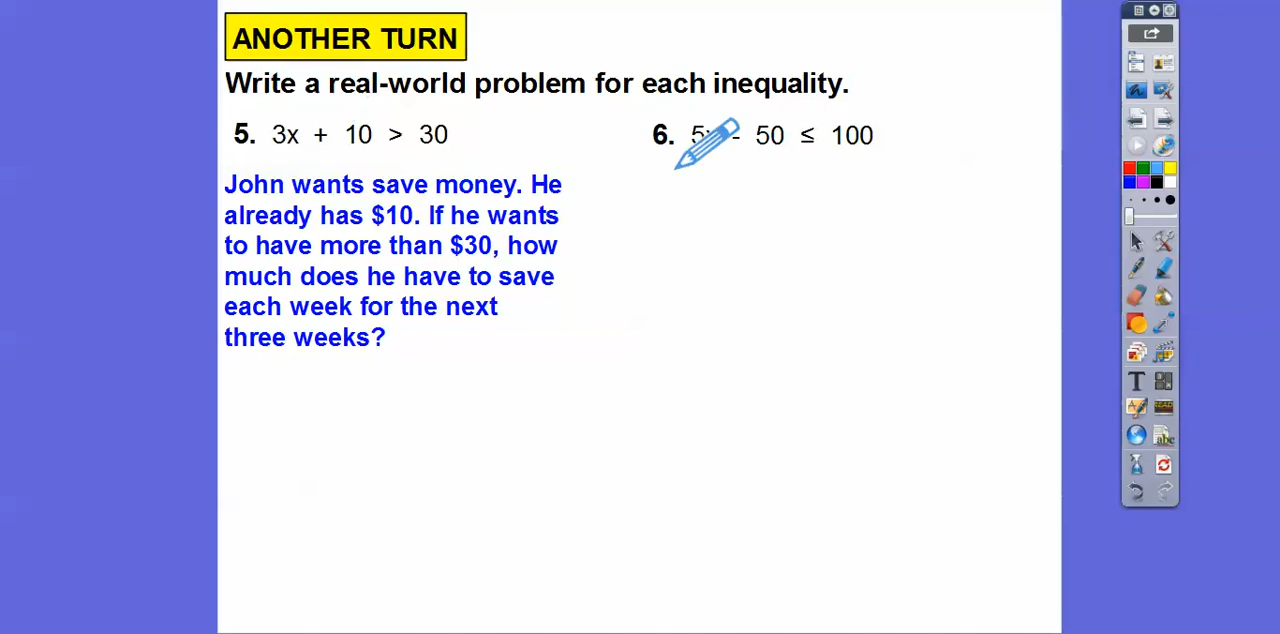 ANOTHER TURN
Write a real-world problem for each inequality.
5. 3x + 10 > 30
6. 5x - 50 ≤ 100
John wants save money. He
already has $10. If he wants
to have more than $30, how
much does he have to save
each week for the next
three weeks?